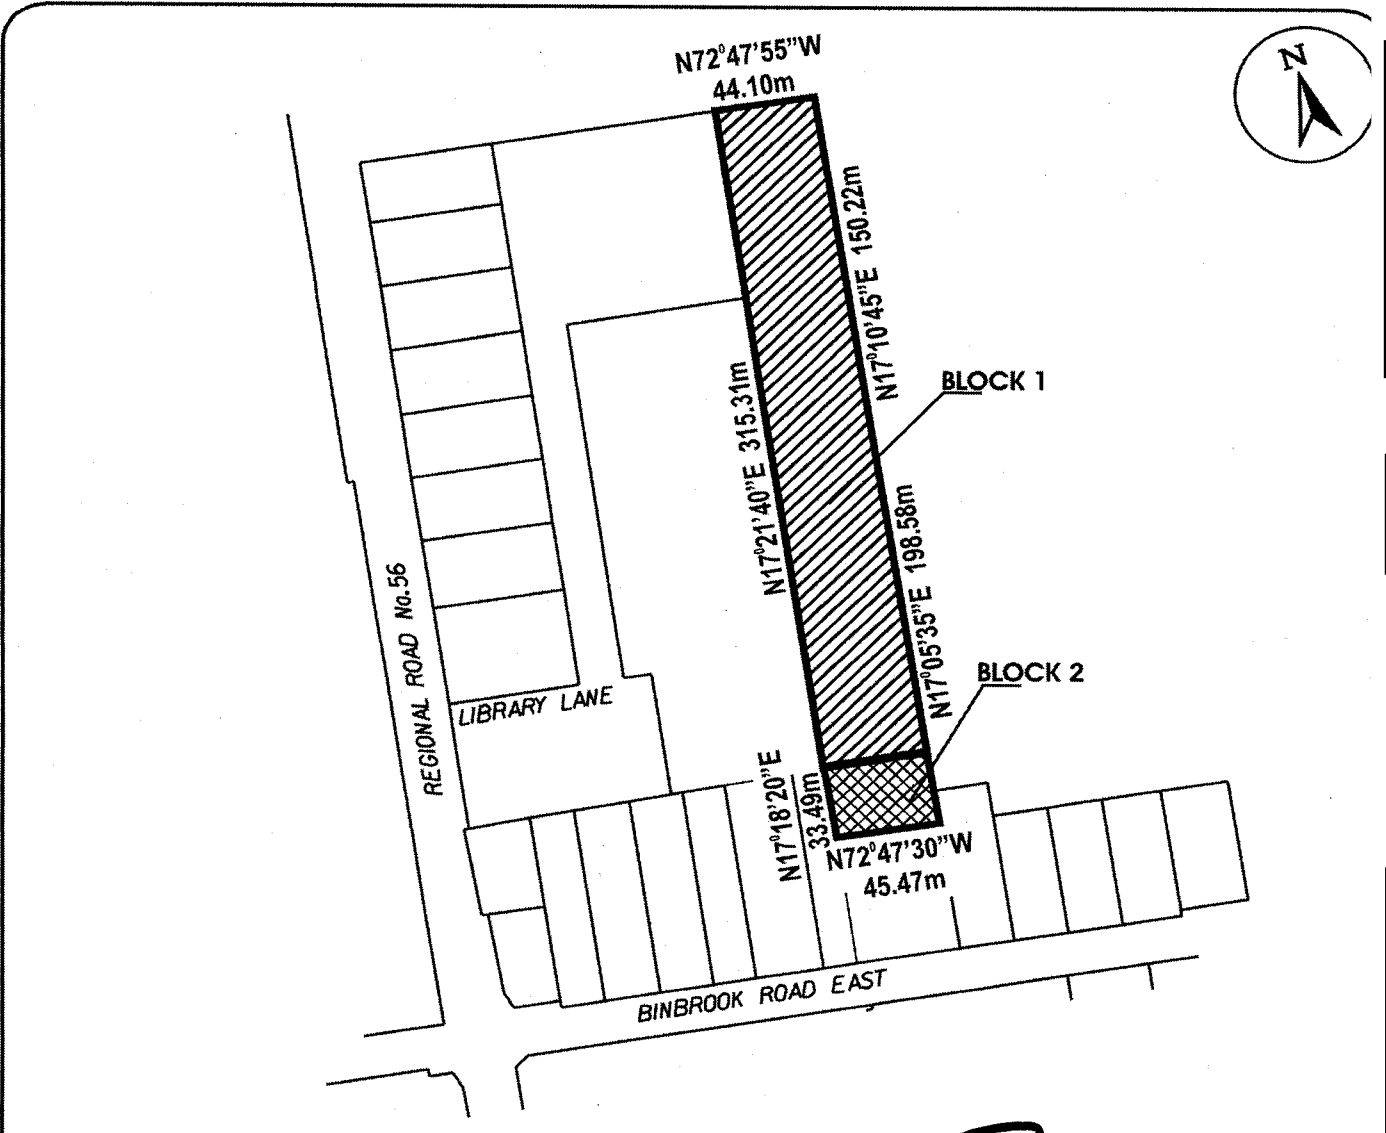 N72°47'55"W
44.10m
N
N17°10'45"E 150.22m
BLOCK 1
N17°21'40"E 315.31m
N17°05'35"E 198.58m
BLOCK 2
REGIONAL ROAD No.56
LIBRARY LANE
N17°18'20"E
33.49m
N72°47'30"W
45.47m
BINBROOK ROAD EAST